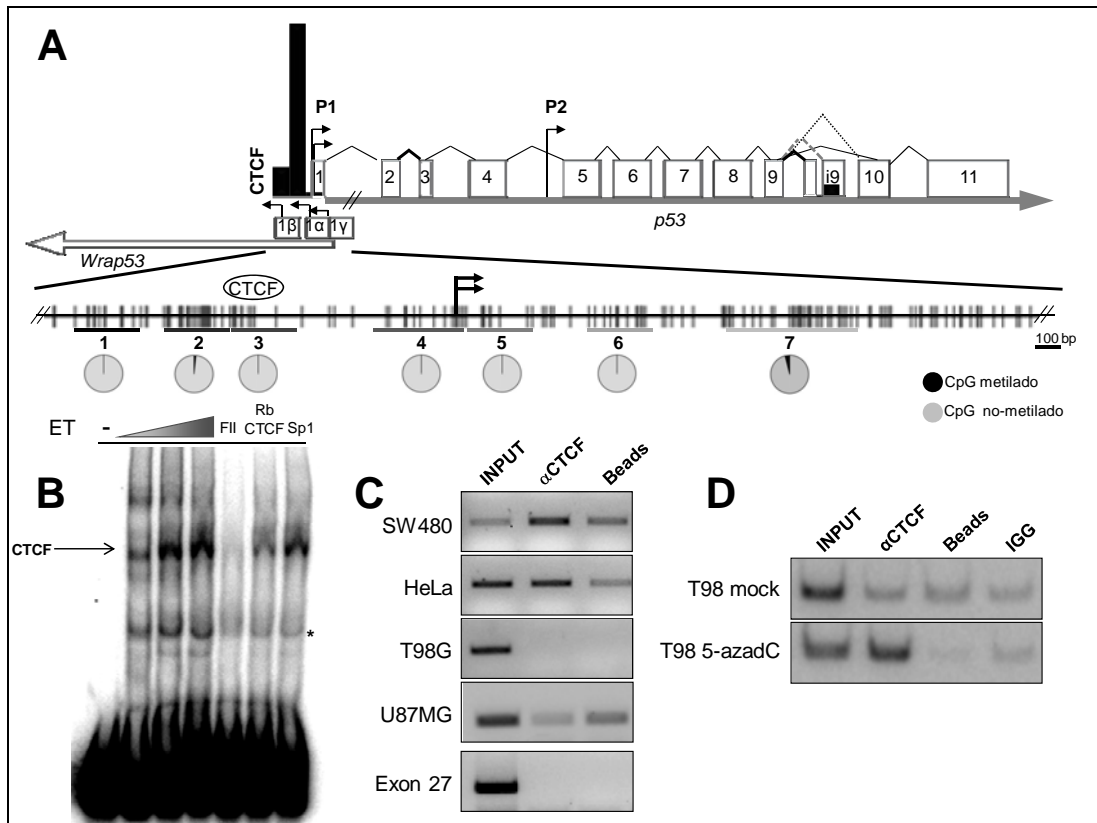 A
P1
P2
CTCF
1
2
3
4
5
6
7
8
9
i9
10
11
1β
1α
1γ
p53
Wrap53
CTCF
1
2
3
4
5
6
7
100 bp
CpG metilado
CpG no-metilado
ET
-
FII
Rb
CTCF
Sp1
B
CTCF
*
C
INPUT
αCTCF
Beads
SW480
HeLa
T98G
U87MG
Exon 27
D
INPUT
αCTCF
Beads
IGG
T98 mock
T98 5-azadC